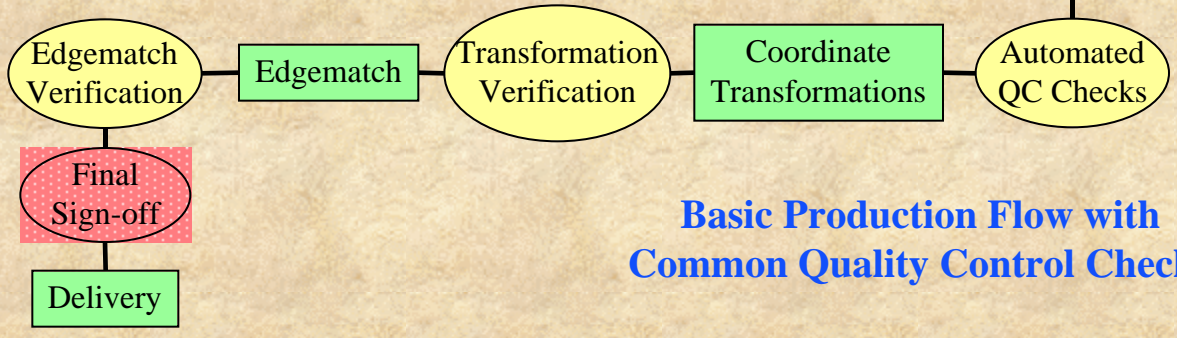 Edgematch
Verification
Edgematch
Transformation
Verification
Coordinate
Transformations
Automated
QC Checks
Final
Sign-off
Delivery
Basic Production Flow with
Common Quality Control